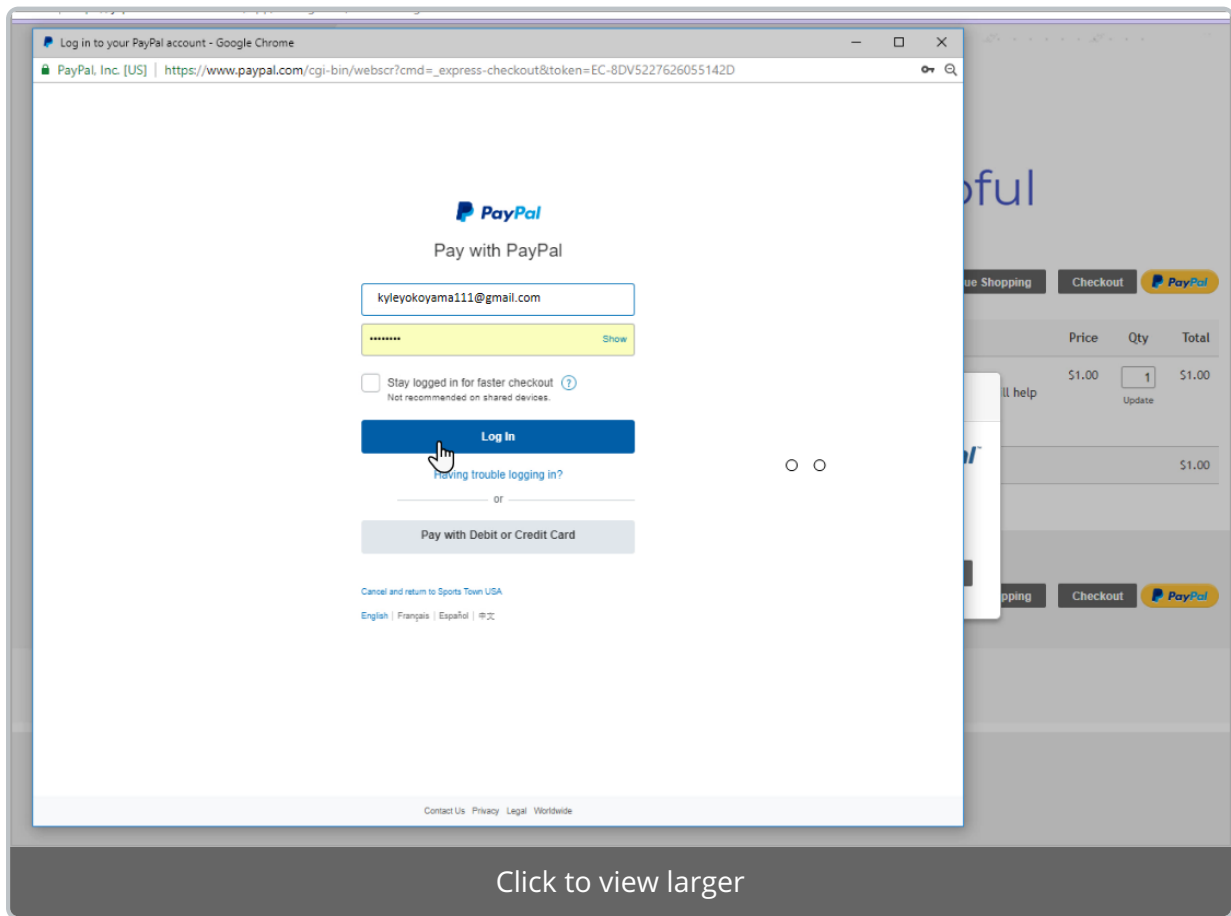 Log in to your PayPal account - Google Chrome
PayPal, Inc. [US] | https://www.paypal.com/cgi-bin/webscr?cmd=_express-checkout&token=EC-8DV5227626055142D
PayPal
Pay with PayPal
kyleyokoyama111@gmail.com
•••••••• Show
Stay logged in for faster checkout ?
Not recommended on shared devices.
Log In
Having trouble logging in?
or
Pay with Debit or Credit Card
Cancel and return to Sports Town USA
English | Français | Español | 中文
Contact Us Privacy Legal Worldwide
Shopping Checkout PayPal
Price Qty Total
$1.00 1 $1.00
help
Update
$1.00
Checkout PayPal
Click to view larger